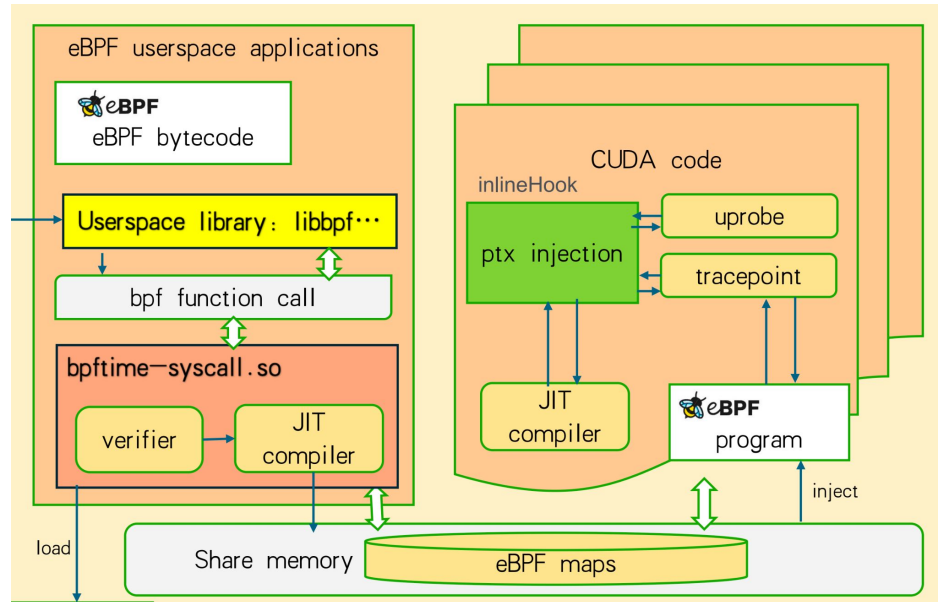 eBPF userspace applications
eBPF
eBPF bytecode
Userspace library: libbpf…
bpf function call
bpftime-syscall.so
verifier
JIT
compiler
load
CUDA code
inlineHook
ptx injection
uprobe
tracepoint
JIT
compiler
eBPF
program
inject
Share memory
eBPF maps